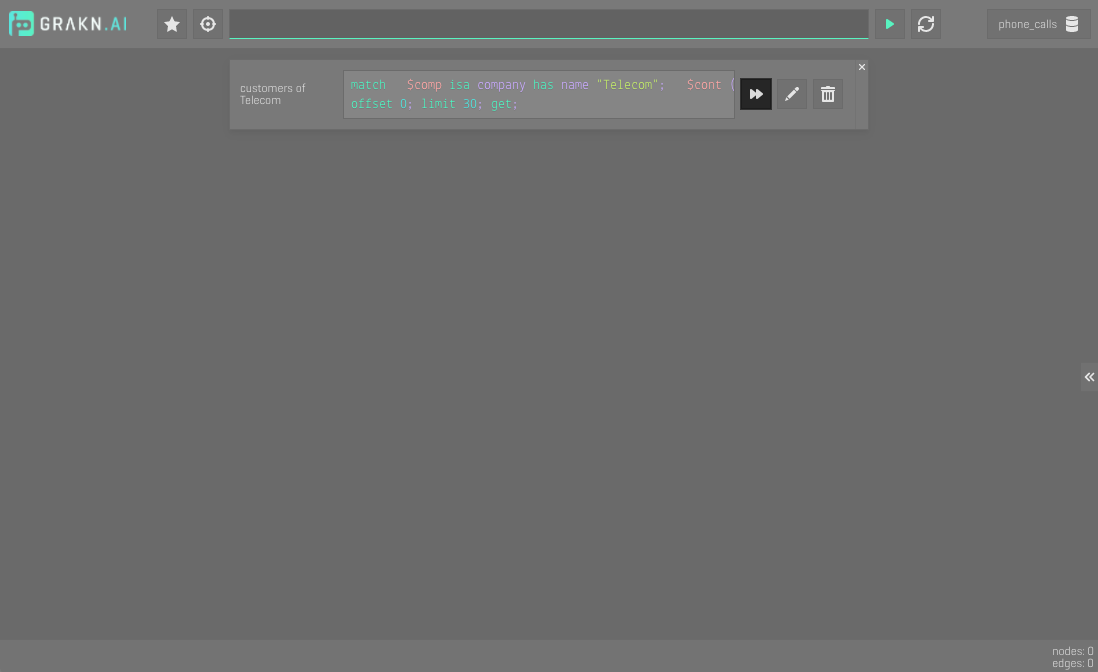 GRAKN.AI
phone_calls
customers of
Telecom
match $comp isa company has name "Telecom"; $cont (
offset 0; limit 30; get;
nodes: 0
edges: 0